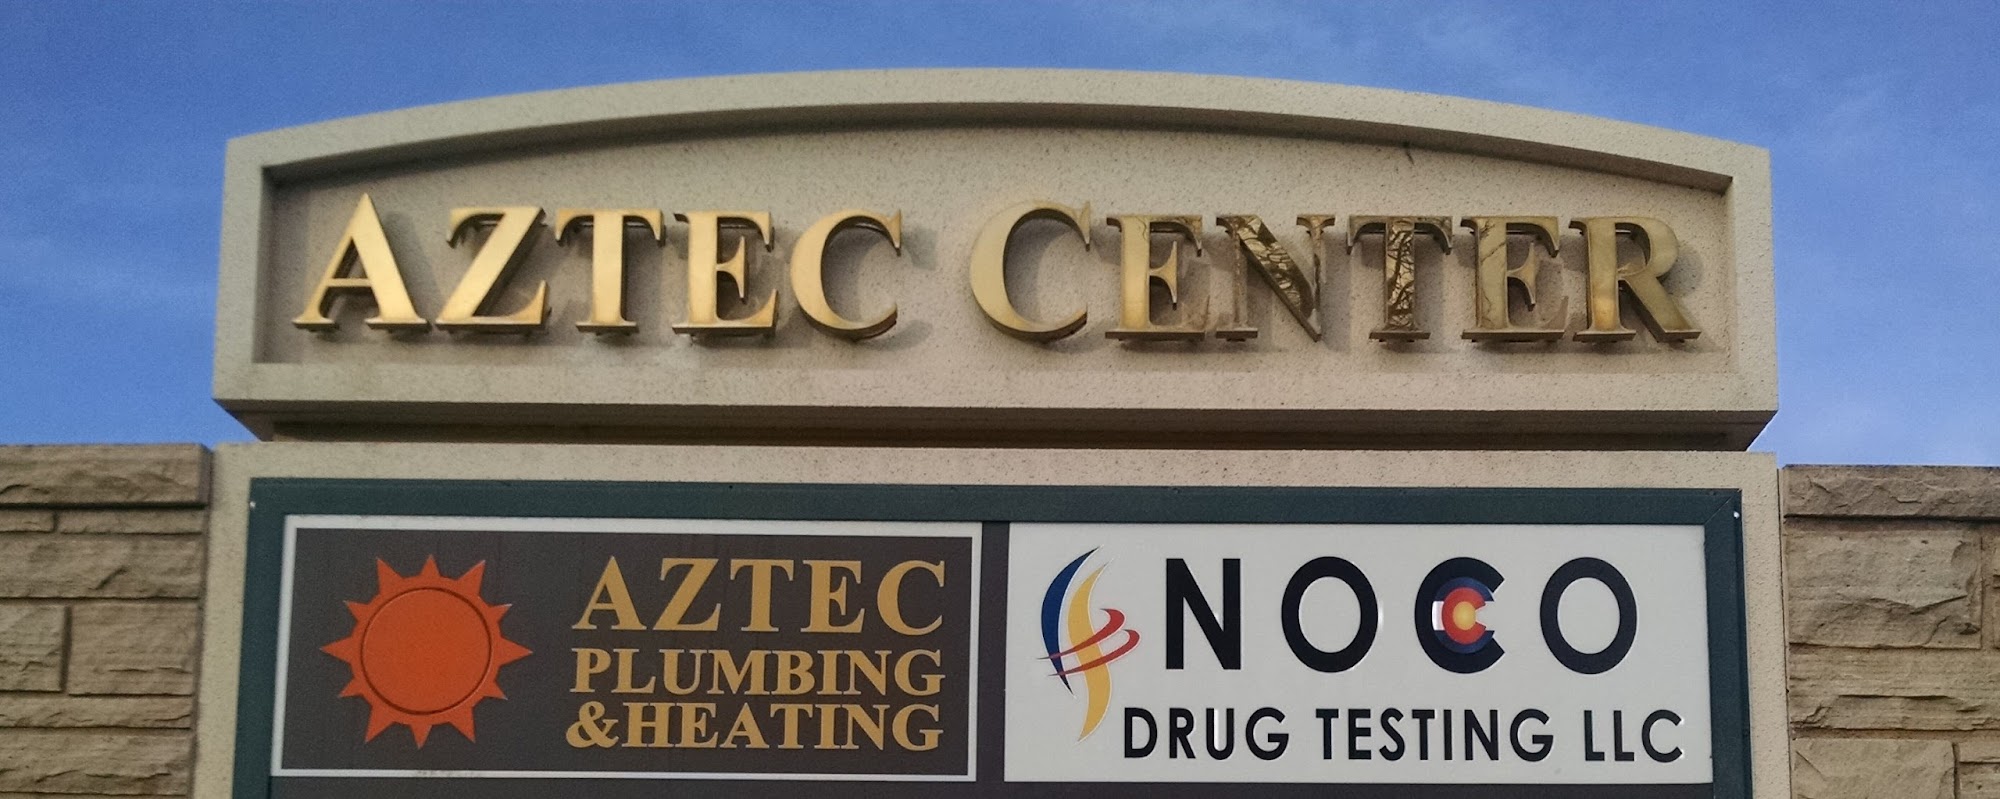 AZTEC CENTER
AZTEC
PLUMBING
&HEATING
NOCO
DRUG TESTING LLC